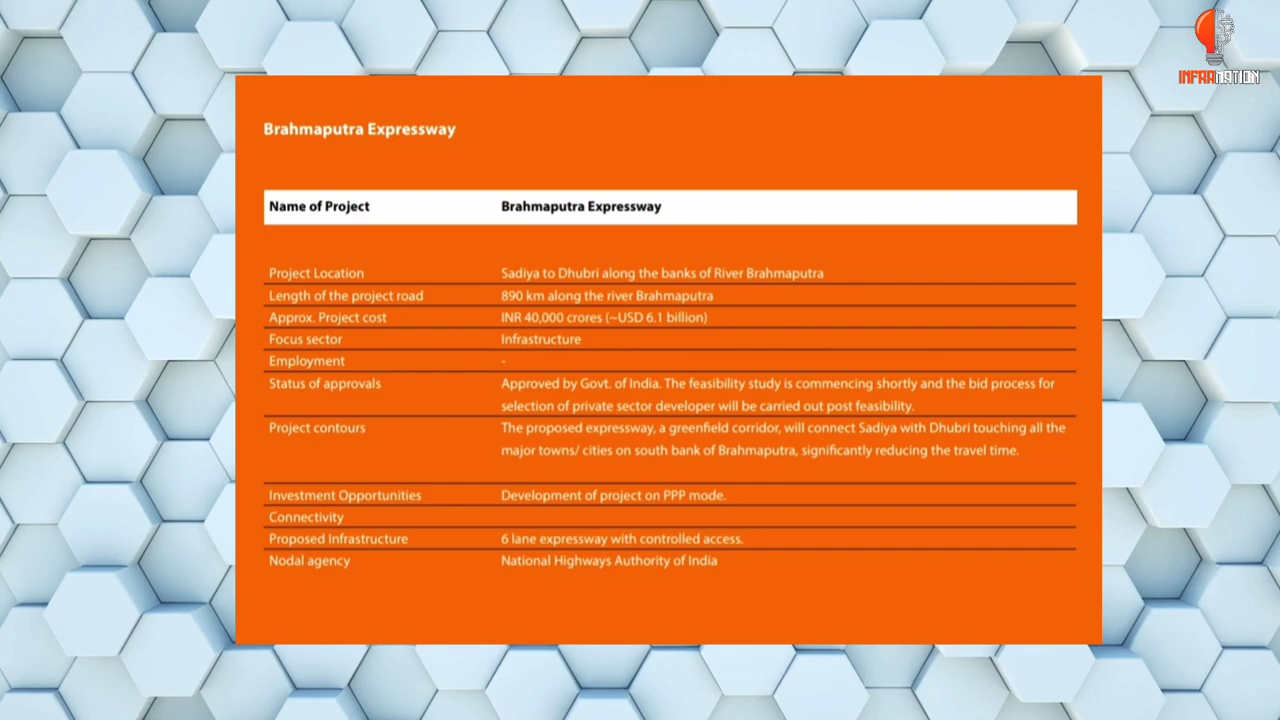 INFRANATION
Brahmaputra Expressway
Name of Project Brahmaputra Expressway
Project Location Sadiya to Dhubri along the banks of River Brahmaputra
Length of the project road 890 km along the river Brahmaputra
Approx. Project cost INR 40,000 crores (~USD 6.1 billion)
Focus sector Infrastructure
Employment -
Status of approvals Approved by Govt. of India. The feasibility study is commencing shortly and the bid process for
selection of private sector developer will be carried out post feasibility.
Project contours The proposed expressway, a greenfield corridor, will connect Sadiya with Dhubri touching all the
major towns/ cities on south bank of Brahmaputra, significantly reducing the travel time.
Investment Opportunities Development of project on PPP mode.
Connectivity
Proposed Infrastructure 6 lane expressway with controlled access.
Nodal agency National Highways Authority of India